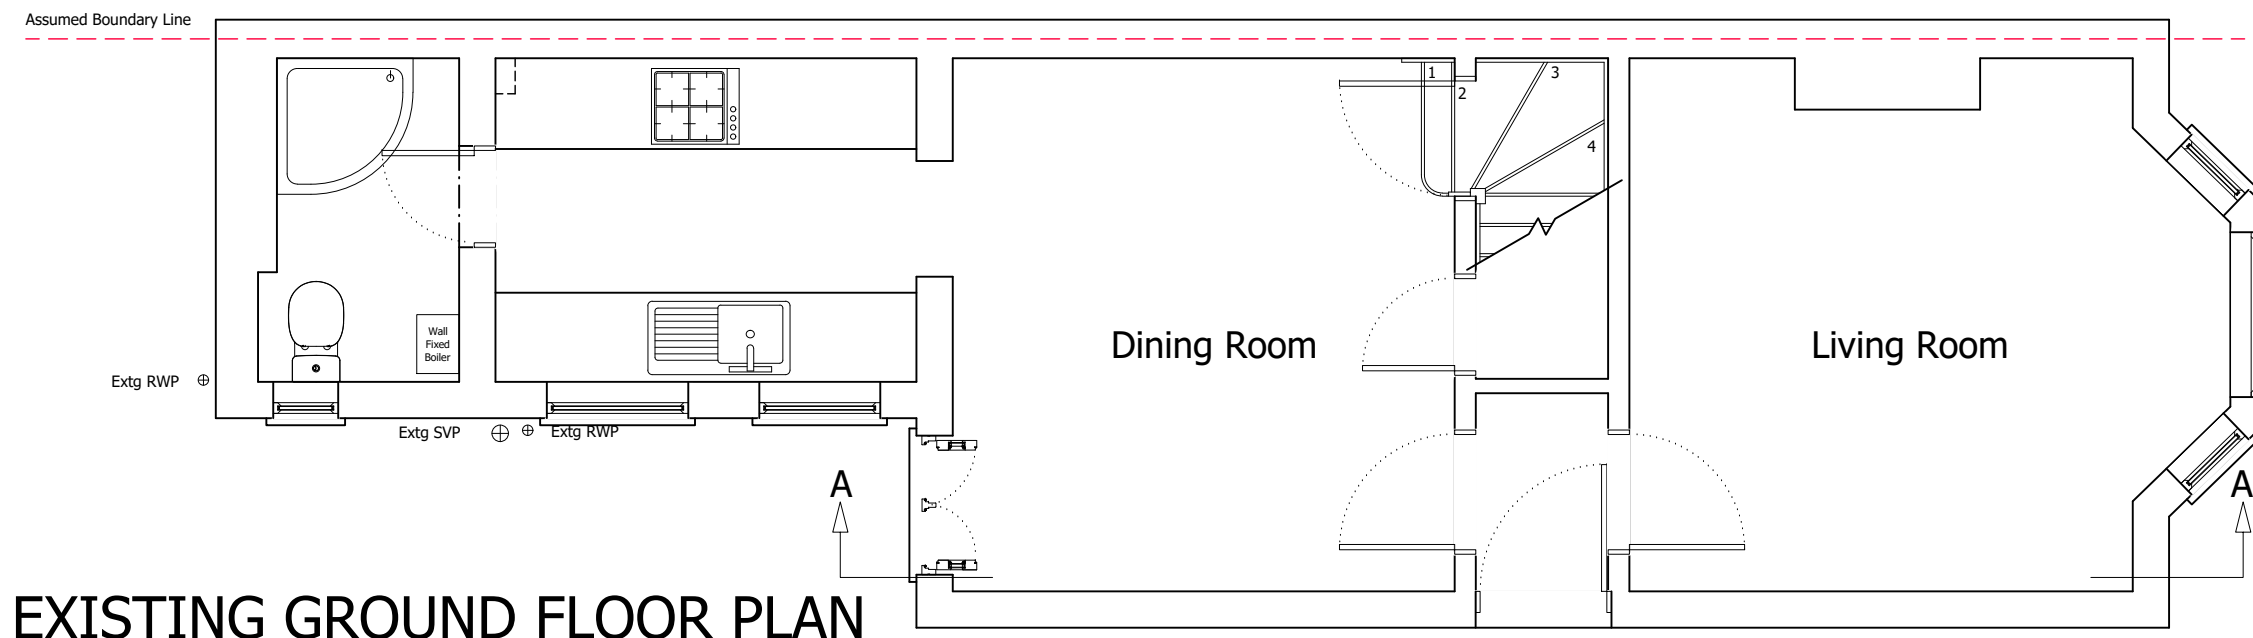 Assumed Boundary Line
1
2
3
4
Wall
Fixed
Boiler
Dining Room
Living Room
Extg RWP
Extg SVP
Extg RWP
A
A
EXISTING GROUND FLOOR PLAN